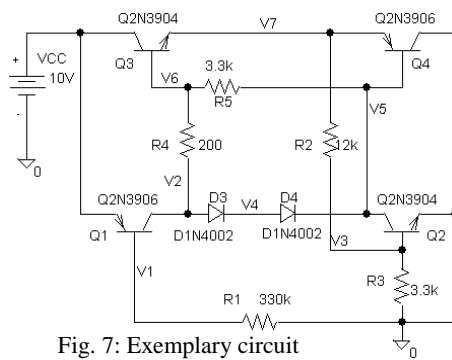 Q2N3904 V7 Q2N3906
+ VCC
10V
-
Q3 V6 3.3k Q4
R5 V5
R4 200 R2 12k
0
V2
Q2N3906 D3 V4 D4 Q2N3904
Q1 D1N4002 D1N4002 V3 Q2
V1 R3
3.3k
R1 330k
0
Fig. 7: Exemplary circuit